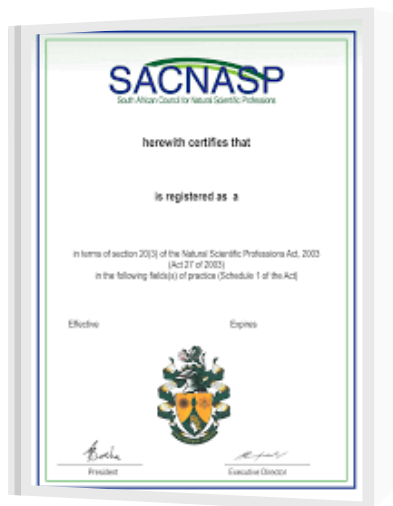 SACNASP
South African Council for Natural Scientific Professions
herewith certifies that
is registered as a
in terms of section 20(3) of the Natural Scientific Professions Act, 2003
(Act 27 of 2003)
in the following fields(s) of practice (Schedule 1 of the Act)
Effective
Expires
President
Executive Director